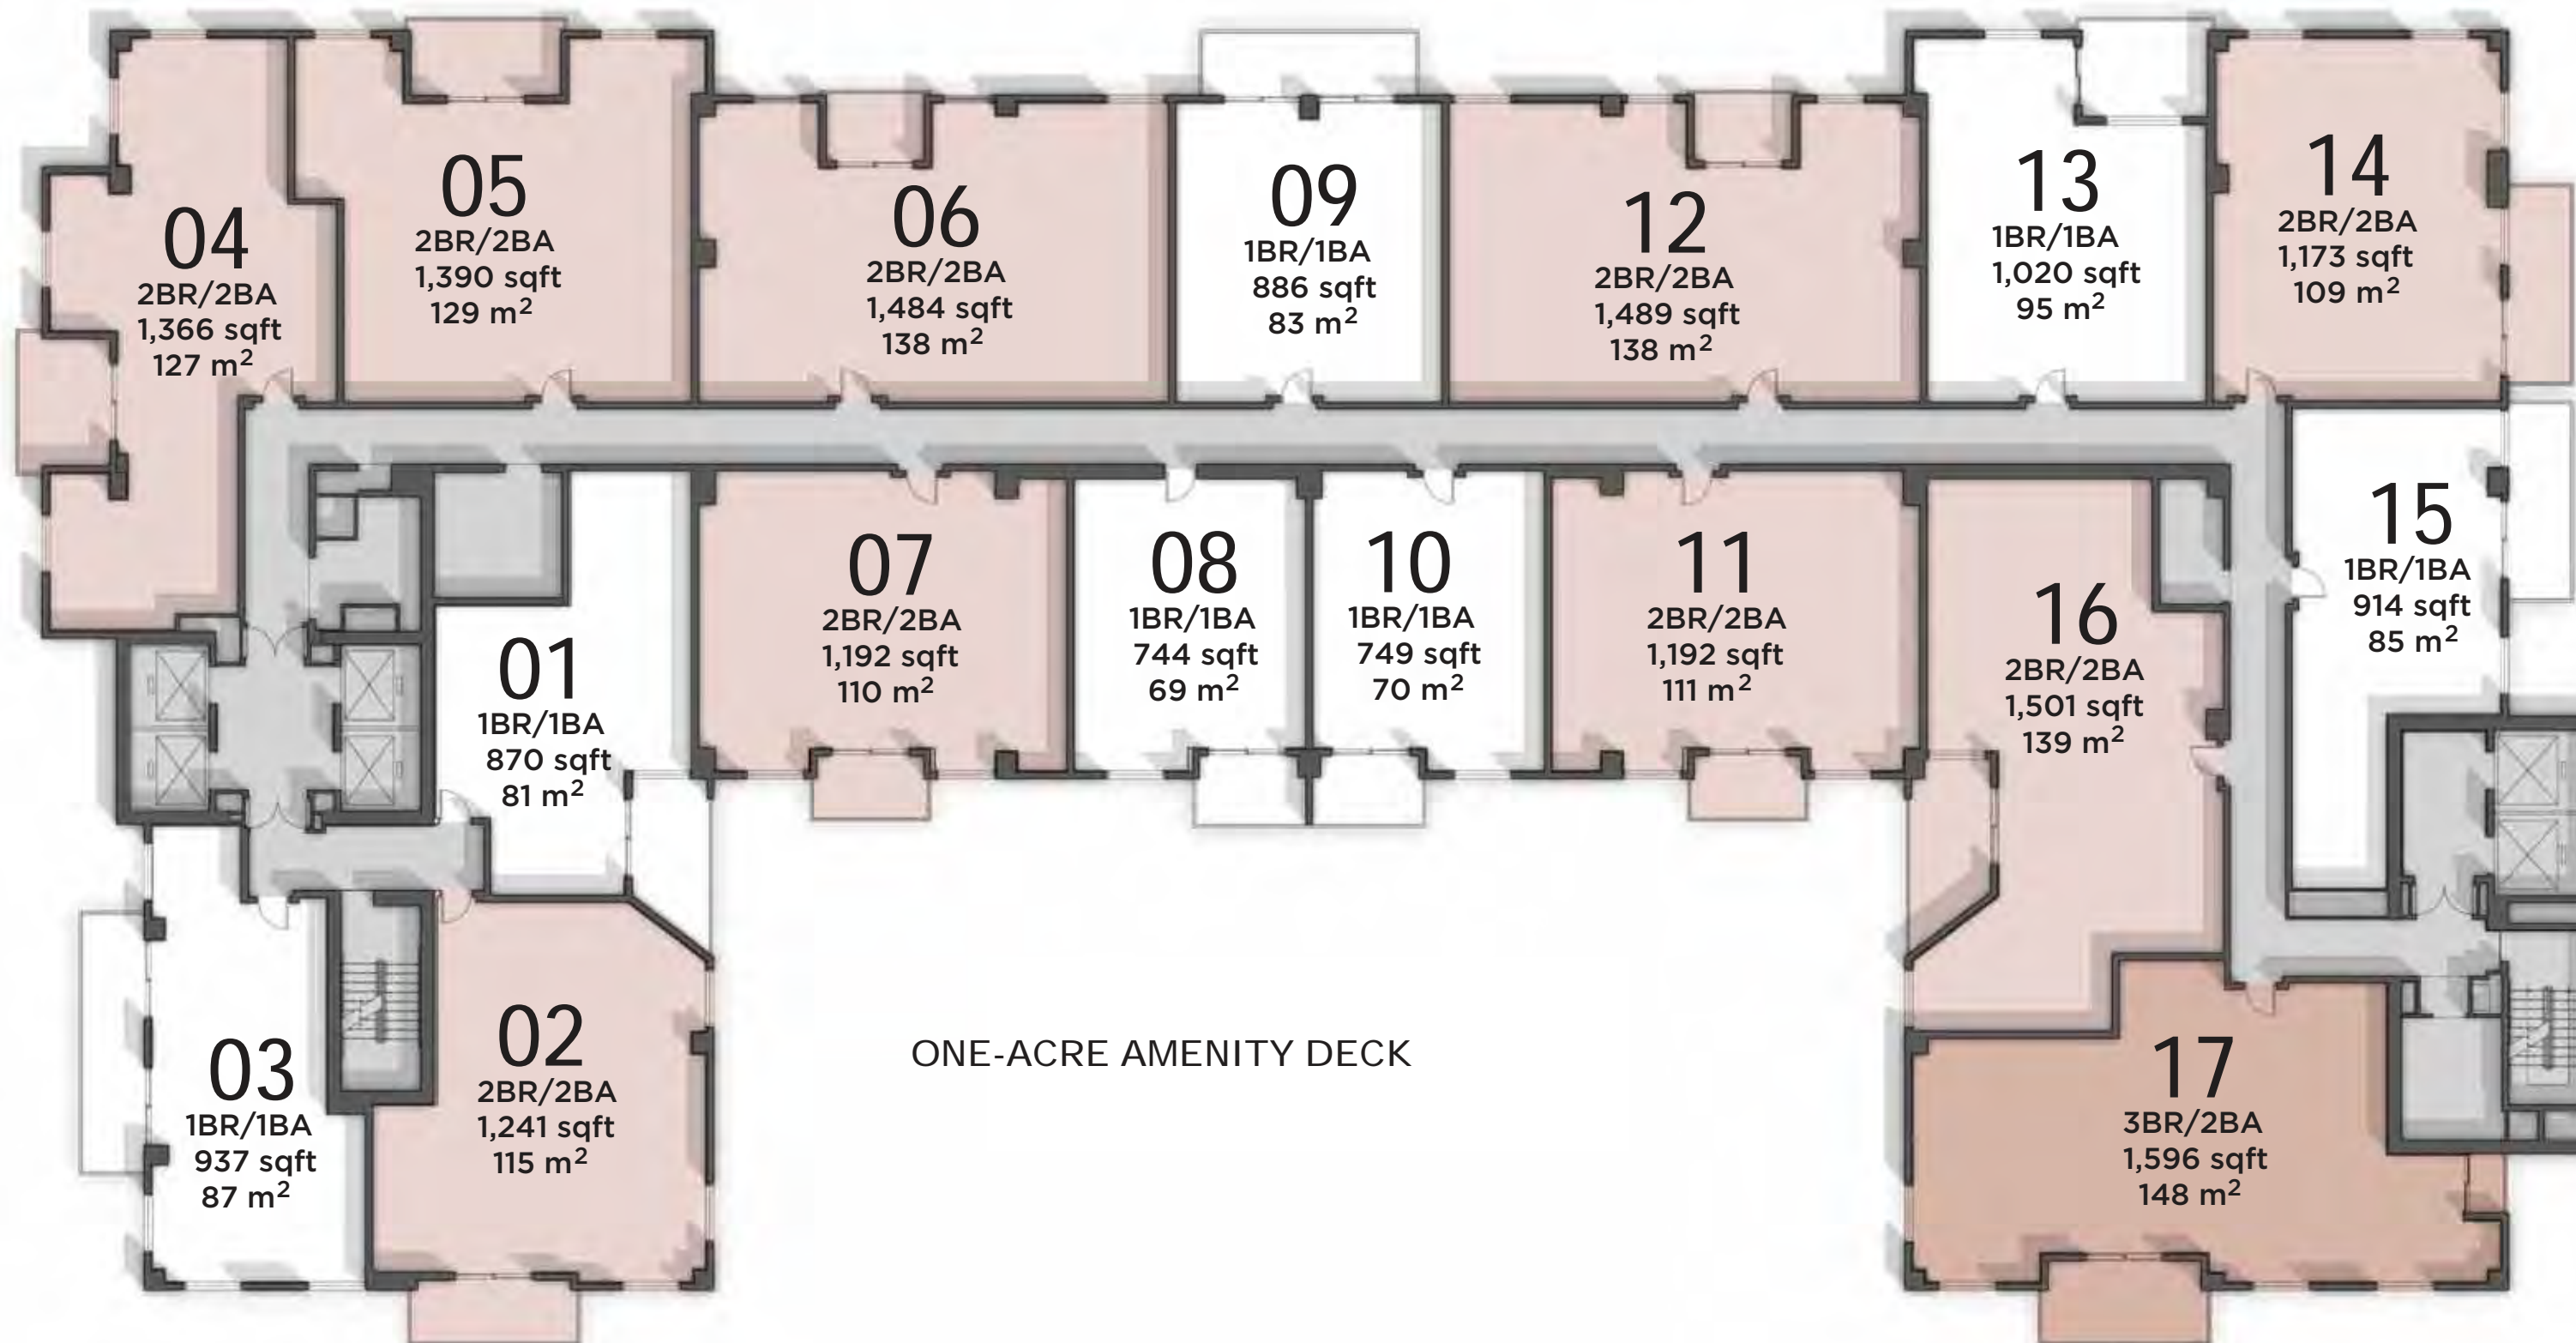 04
2BR/2BA
1,366 sqft
127 m²
05
2BR/2BA
1,390 sqft
129 m²
06
2BR/2BA
1,484 sqft
138 m²
09
1BR/1BA
886 sqft
83 m²
12
2BR/2BA
1,489 sqft
138 m²
13
1BR/1BA
1,020 sqft
95 m²
14
2BR/2BA
1,173 sqft
109 m²
01
1BR/1BA
870 sqft
81 m²
07
2BR/2BA
1,192 sqft
110 m²
08
1BR/1BA
744 sqft
69 m²
10
1BR/1BA
749 sqft
70 m²
11
2BR/2BA
1,192 sqft
111 m²
16
2BR/2BA
1,501 sqft
139 m²
15
1BR/1BA
914 sqft
85 m²
03
1BR/1BA
937 sqft
87 m²
02
2BR/2BA
1,241 sqft
115 m²
ONE-ACRE AMENITY DECK
17
3BR/2BA
1,596 sqft
148 m²